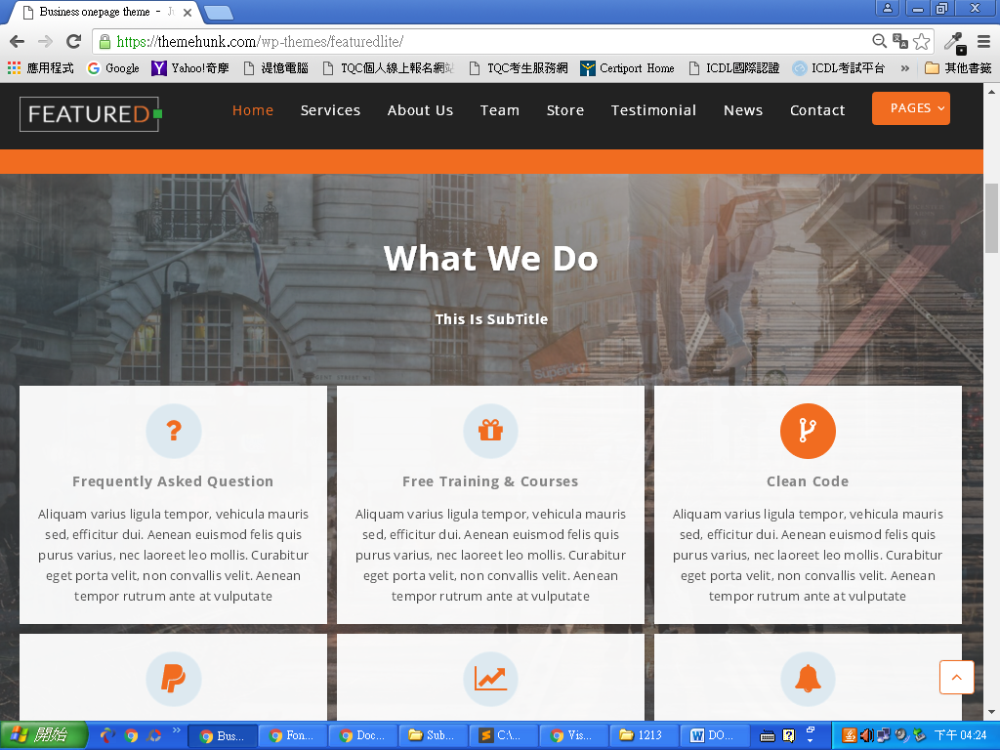 Business onepage theme - Ju
https://themehunk.com/wp-themes/featuredlite/
應用程式 Google Yahoo!奇摩 湜憶電腦 TQC個人線上報名網站 TQC考生服務網 Certiport Home ICDL國際認證 ICDL考試平台 » 其他書籤
FEATURED Home Services About Us Team Store Testimonial News Contact PAGES
What We Do
This Is SubTitle
Frequently Asked Question
Aliquam varius ligula tempor, vehicula mauris
sed, efficitur dui. Aenean euismod felis quis
purus varius, nec laoreet leo mollis. Curabitur
eget porta velit, non convallis velit. Aenean
tempor rutrum ante at vulputate
Free Training & Courses
Aliquam varius ligula tempor, vehicula mauris
sed, efficitur dui. Aenean euismod felis quis
purus varius, nec laoreet leo mollis. Curabitur
eget porta velit, non convallis velit. Aenean
tempor rutrum ante at vulputate
Clean Code
Aliquam varius ligula tempor, vehicula mauris
sed, efficitur dui. Aenean euismod felis quis
purus varius, nec laoreet leo mollis. Curabitur
eget porta velit, non convallis velit. Aenean
tempor rutrum ante at vulputate
開始 » Bus... Fon... Doc... Sub... C:\... Vis... 1213 DO... 下午 04:24